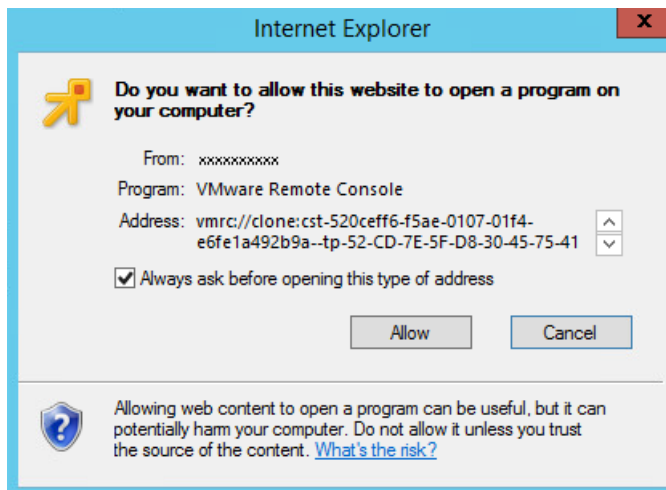 Internet Explorer
x
Do you want to allow this website to open a program on
your computer?
From: xxxxxxxxxx
Program: VMware Remote Console
Address: vmrc://clone:cst-520ceff6-f5ae-0107-01f4-
e6fe1a492b9a--tp-52-CD-7E-5F-D8-30-45-75-41
Always ask before opening this type of address
Allow
Cancel
Allowing web content to open a program can be useful, but it can
potentially harm your computer. Do not allow it unless you trust
the source of the content. What's the risk?